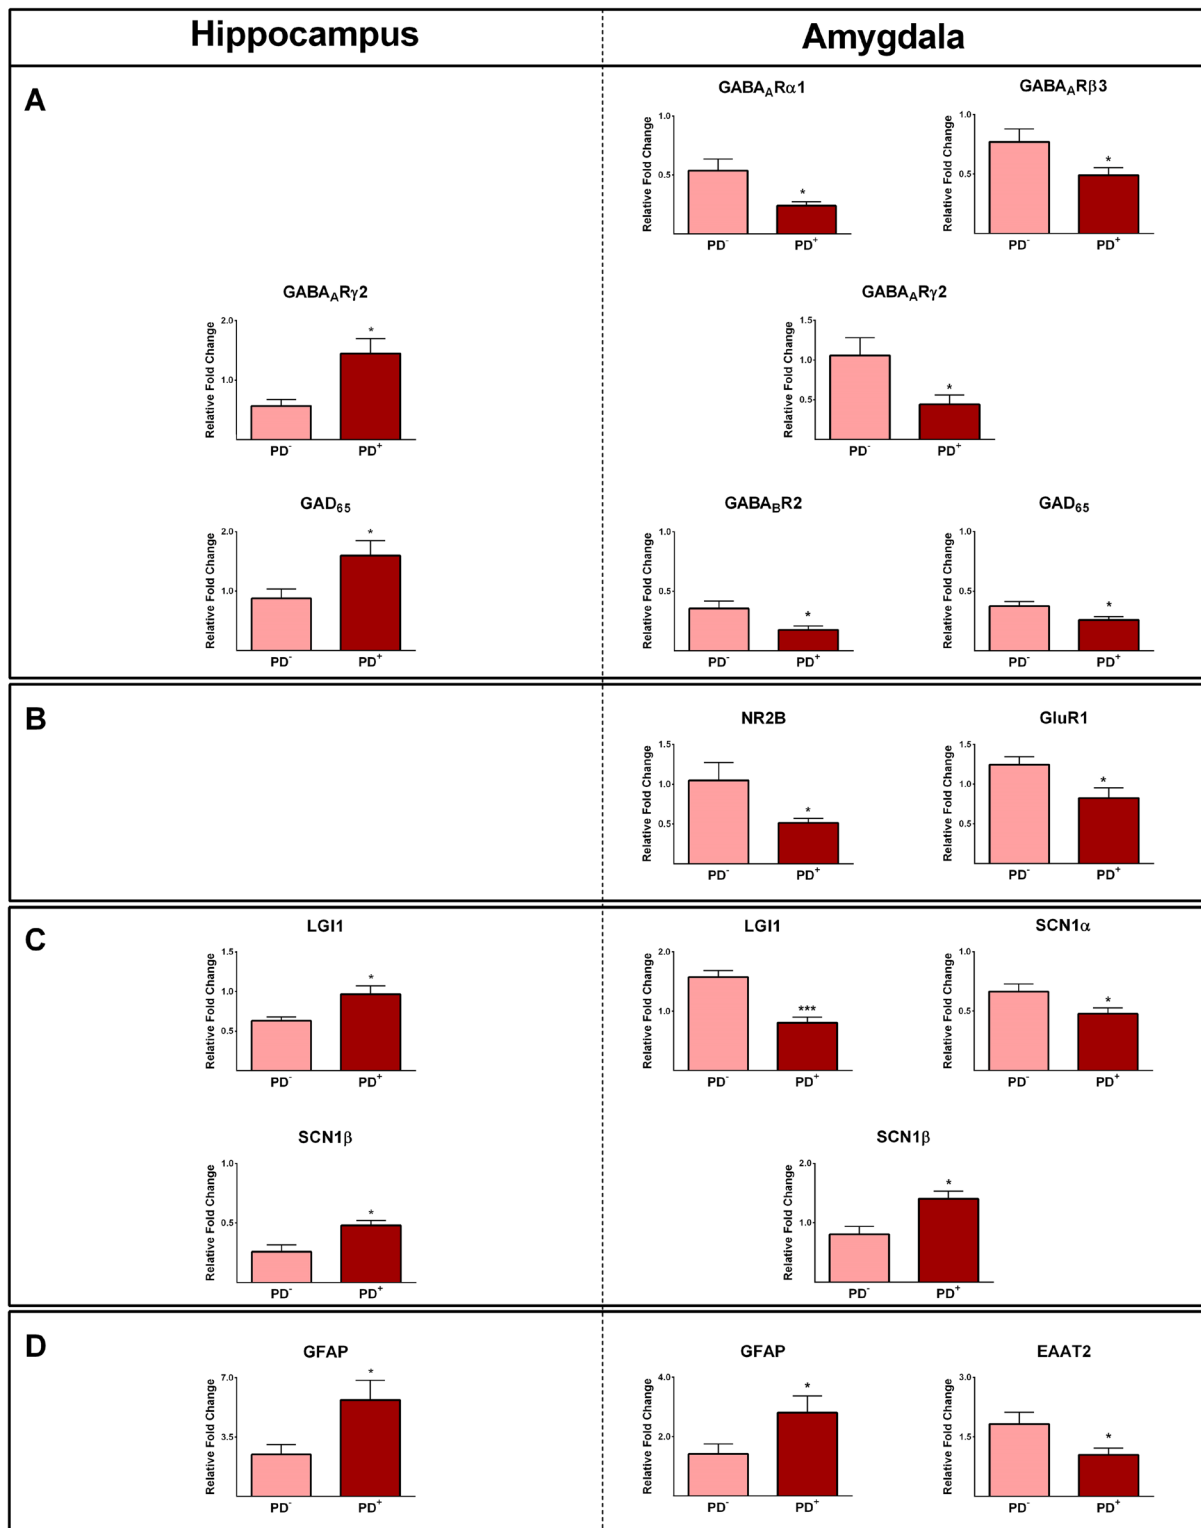 Hippocampus
Amygdala
A
GABA_ARα1
Relative Fold Change
1.0
0.5
PD⁻
PD⁺
*
GABA_ARβ3
Relative Fold Change
1.0
0.5
PD⁻
PD⁺
*
GABA_ARγ2
Relative Fold Change
2.0
1.0
PD⁻
PD⁺
*
GABA_ARγ2
Relative Fold Change
1.5
1.0
0.5
PD⁻
PD⁺
*
GAD₆₅
Relative Fold Change
2.0
1.0
PD⁻
PD⁺
*
GABA_BR2
Relative Fold Change
1.0
0.5
PD⁻
PD⁺
*
GAD₆₅
Relative Fold Change
1.0
0.5
PD⁻
PD⁺
*
B
NR2B
Relative Fold Change
1.5
1.0
0.5
PD⁻
PD⁺
*
GluR1
Relative Fold Change
1.5
1.0
0.5
PD⁻
PD⁺
*
C
LGI1
Relative Fold Change
1.5
1.0
0.5
PD⁻
PD⁺
*
LGI1
Relative Fold Change
2.0
1.0
PD⁻
PD⁺
***
SCN1α
Relative Fold Change
1.0
0.5
PD⁻
PD⁺
*
SCN1β
Relative Fold Change
1.0
0.5
PD⁻
PD⁺
*
SCN1β
Relative Fold Change
2.0
1.0
PD⁻
PD⁺
*
D
GFAP
Relative Fold Change
7.0
3.5
PD⁻
PD⁺
*
GFAP
Relative Fold Change
4.0
2.0
PD⁻
PD⁺
*
EAAT2
Relative Fold Change
3.0
1.5
PD⁻
PD⁺
*